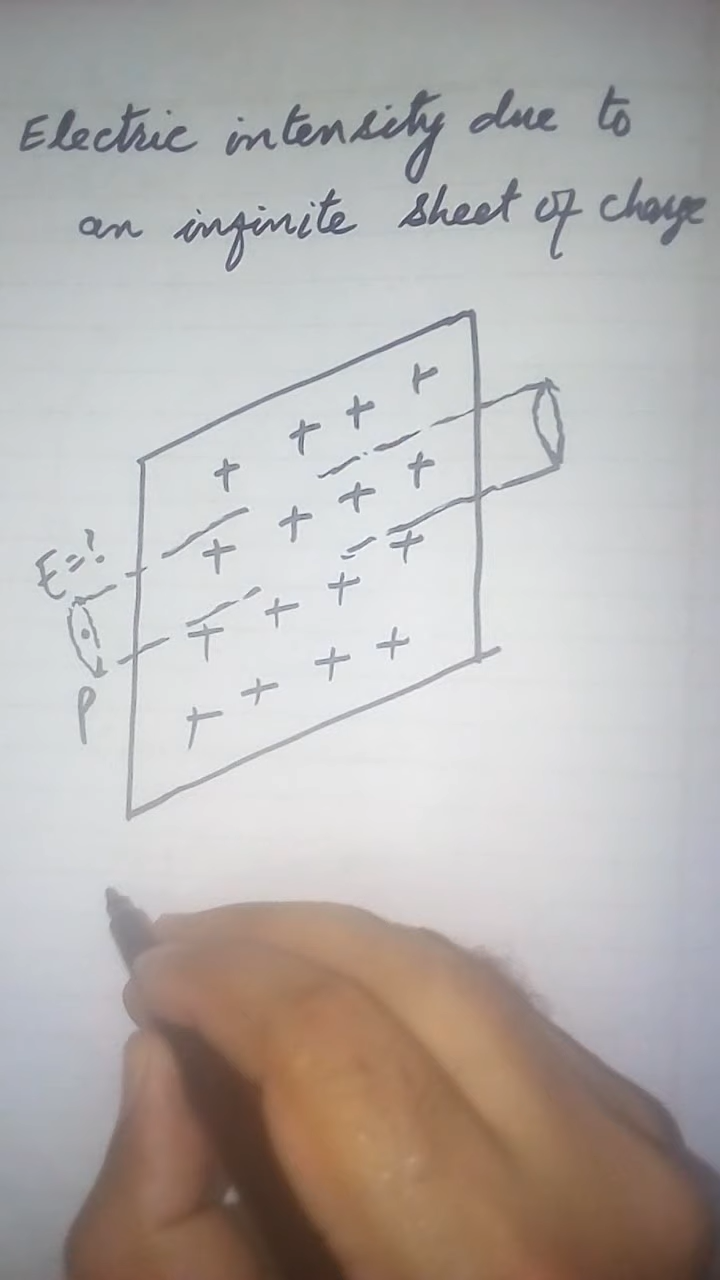 Electric intensity due to
an infinite sheet of charge
+ + + +
+ + + +
+ + + +
+ + + +
E=?
P